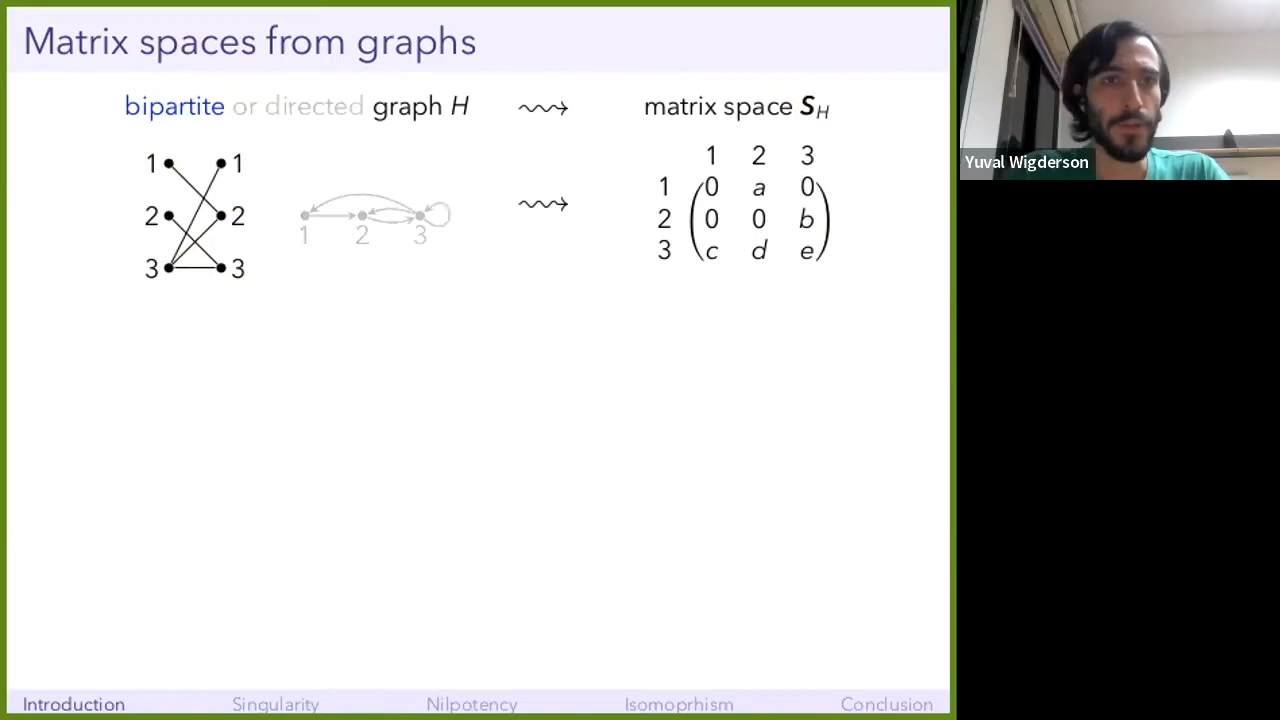 Matrix spaces from graphs
bipartite or directed graph H ⇝ matrix space S_H
1 1
2 2
3 3
1 2 3
⇝
1 2 3
1 0 a 0
2 0 0 b
3 c d e
Yuval Wigderson
Introduction Singularity Nilpotency Isomoprhism Conclusion